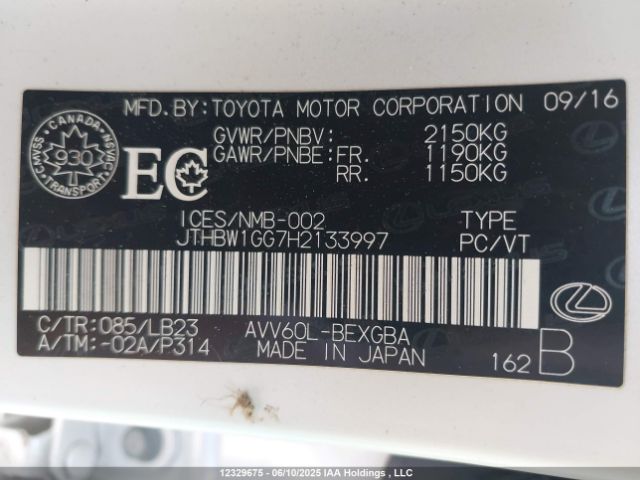 MFD.BY:TOYOTA MOTOR CORPORATION 09/16
GVWR/PNBV: 2150KG
GAWR/PNBE:FR. 1190KG
RR. 1150KG
CANADA
CMVSS NSVAC
930
TRANSPORT
EC
ICES/NMB-002 TYPE
JTHBW1GG7H2133997 PC/VT
C/TR:085/LB23 AVV60L-BEXGBA
A/TM:-02A/P314 MADE IN JAPAN 162 B
12329675 - 06/10/2025 IAA Holdings , LLC